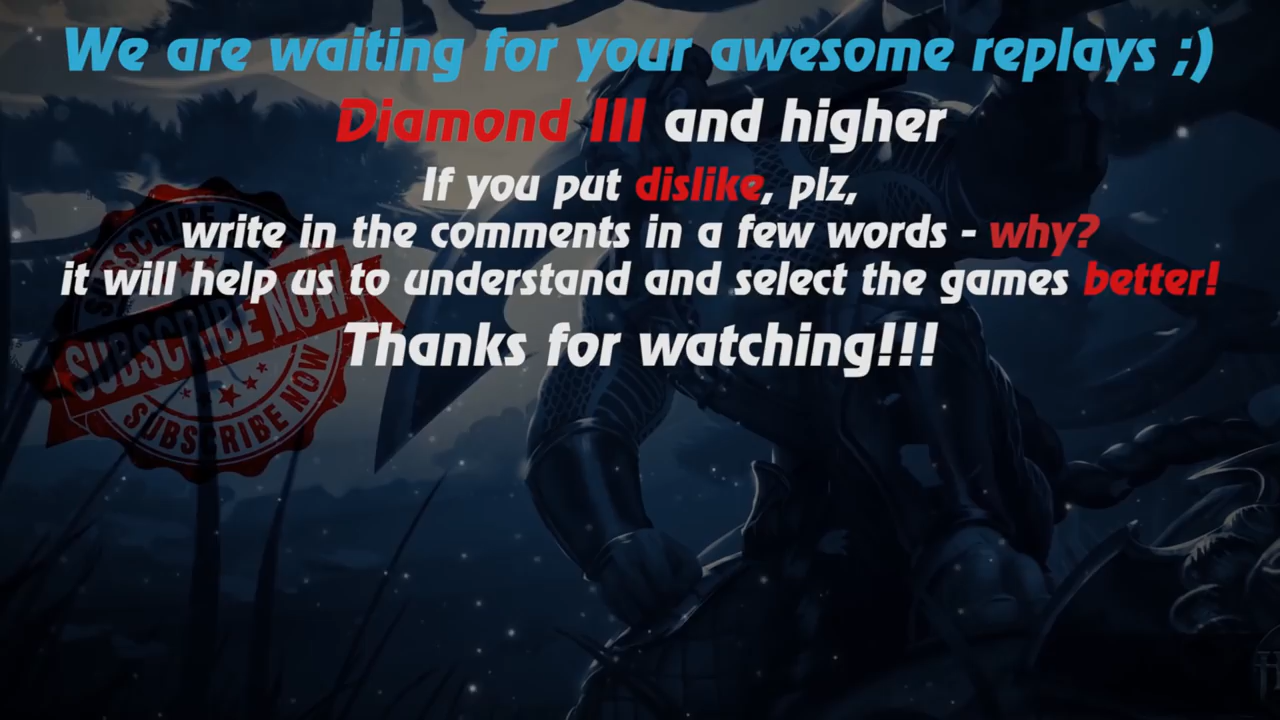 We are waiting for your awesome replays ;)
Diamond III and higher
If you put dislike, plz,
write in the comments in a few words - why?
it will help us to understand and select the games better!
Thanks for watching!!!
SUBSCRIBE NOW
SUBSCRIBE NOW